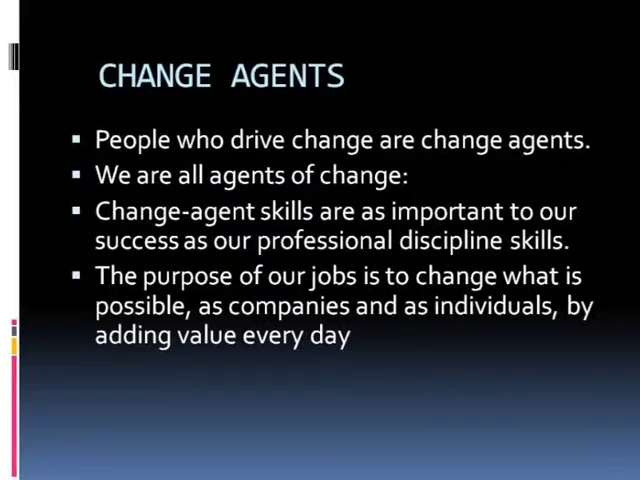 CHANGE AGENTS
People who drive change are change agents.
We are all agents of change:
Change-agent skills are as important to our
success as our professional discipline skills.
The purpose of our jobs is to change what is
possible, as companies and as individuals, by
adding value every day